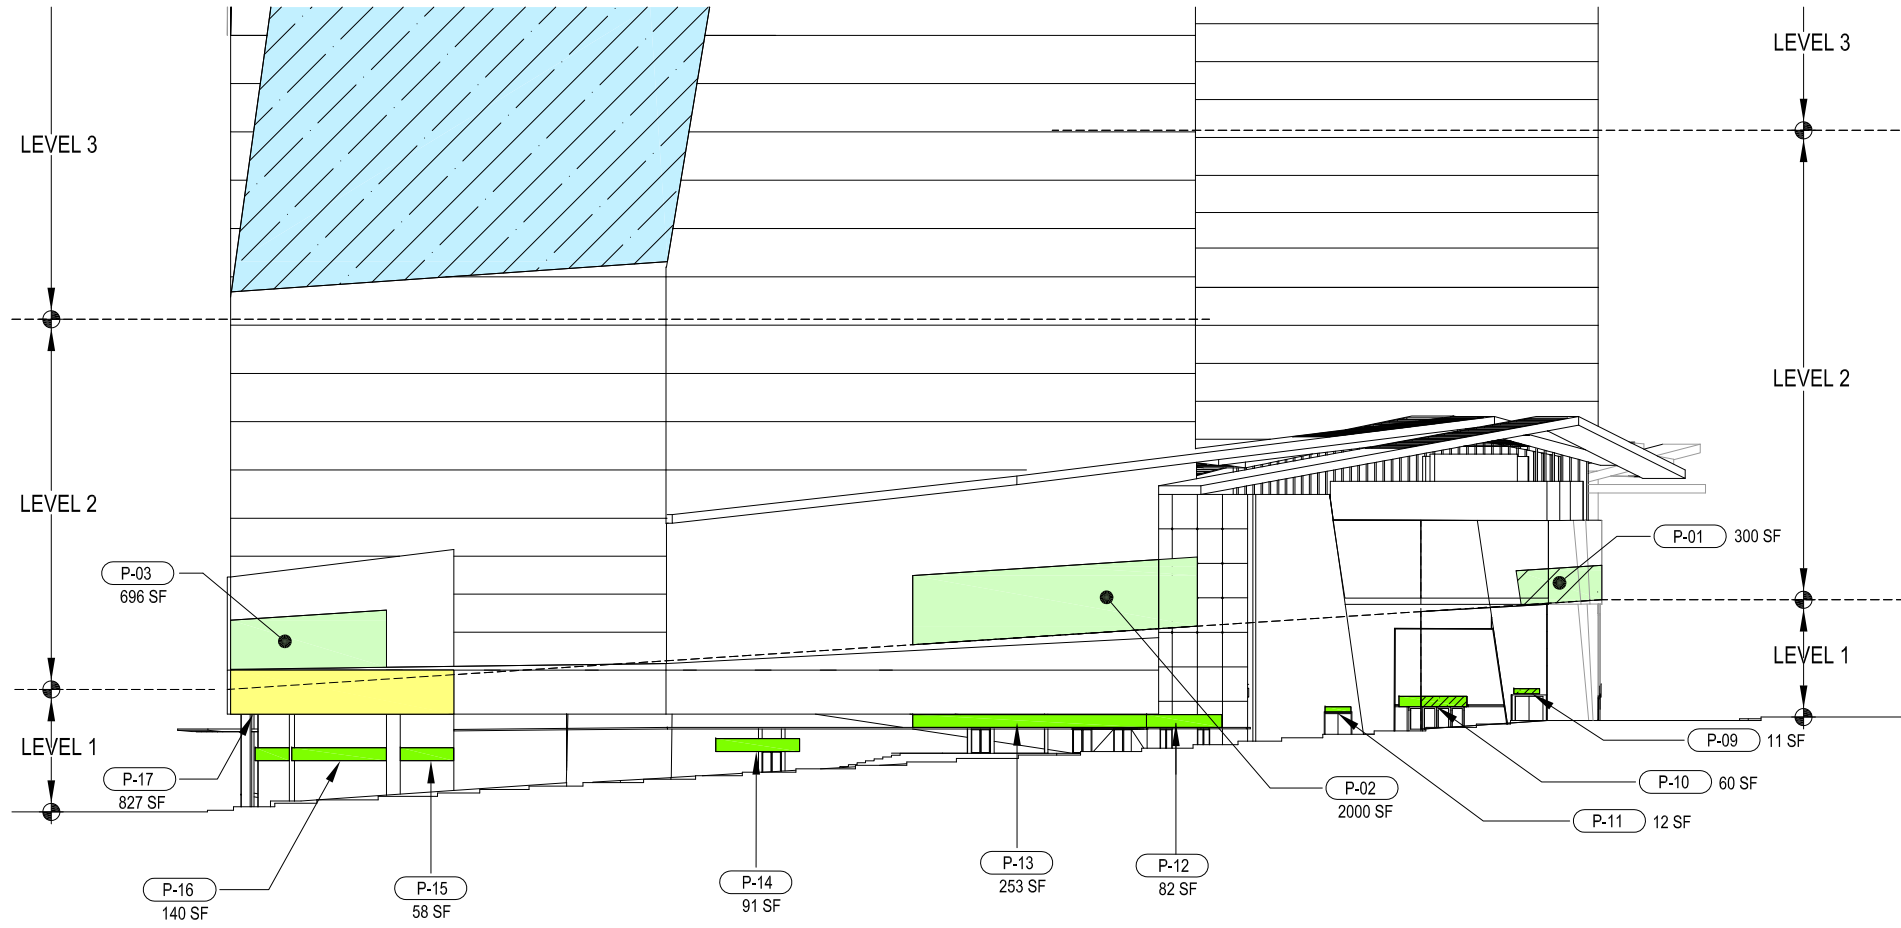 LEVEL 3
LEVEL 3
LEVEL 2
LEVEL 2
P-01 300 SF
P-03
696 SF
LEVEL 1
LEVEL 1
P-09 11 SF
P-17
827 SF
P-10 60 SF
P-02
2000 SF
P-11 12 SF
P-13
253 SF
P-12
82 SF
P-14
91 SF
P-15
58 SF
P-16
140 SF